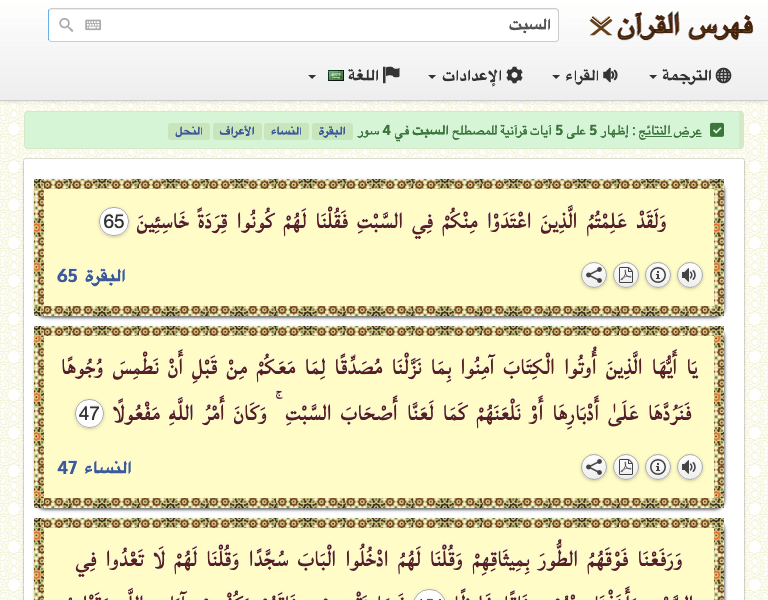 فهرس القرآن
السبت
الترجمة القراء الإعدادات اللغة
عرض النتائج : إظهار 5 على 5 آيات قرآنية للمصطلح السبت في 4 سور البقرة النساء الأعراف النحل
وَلَقَدْ عَلِمْتُمُ الَّذِينَ اعْتَدَوْا مِنْكُمْ فِي السَّبْتِ فَقُلْنَا لَهُمْ كُونُوا قِرَدَةً خَاسِئِينَ 65
البقرة 65
يَا أَيُّهَا الَّذِينَ أُوتُوا الْكِتَابَ آمِنُوا بِمَا نَزَّلْنَا مُصَدِّقًا لِمَا مَعَكُمْ مِنْ قَبْلِ أَنْ نَطْمِسَ وُجُوهًا
فَنَرُدَّهَا عَلَىٰ أَدْبَارِهَا أَوْ نَلْعَنَهُمْ كَمَا لَعَنَّا أَصْحَابَ السَّبْتِ ۚ وَكَانَ أَمْرُ اللَّهِ مَفْعُولًا 47
النساء 47
وَرَفَعْنَا فَوْقَهُمُ الطُّورَ بِمِيثَاقِهِمْ وَقُلْنَا لَهُمُ ادْخُلُوا الْبَابَ سُجَّدًا وَقُلْنَا لَهُمْ لَا تَعْدُوا فِي